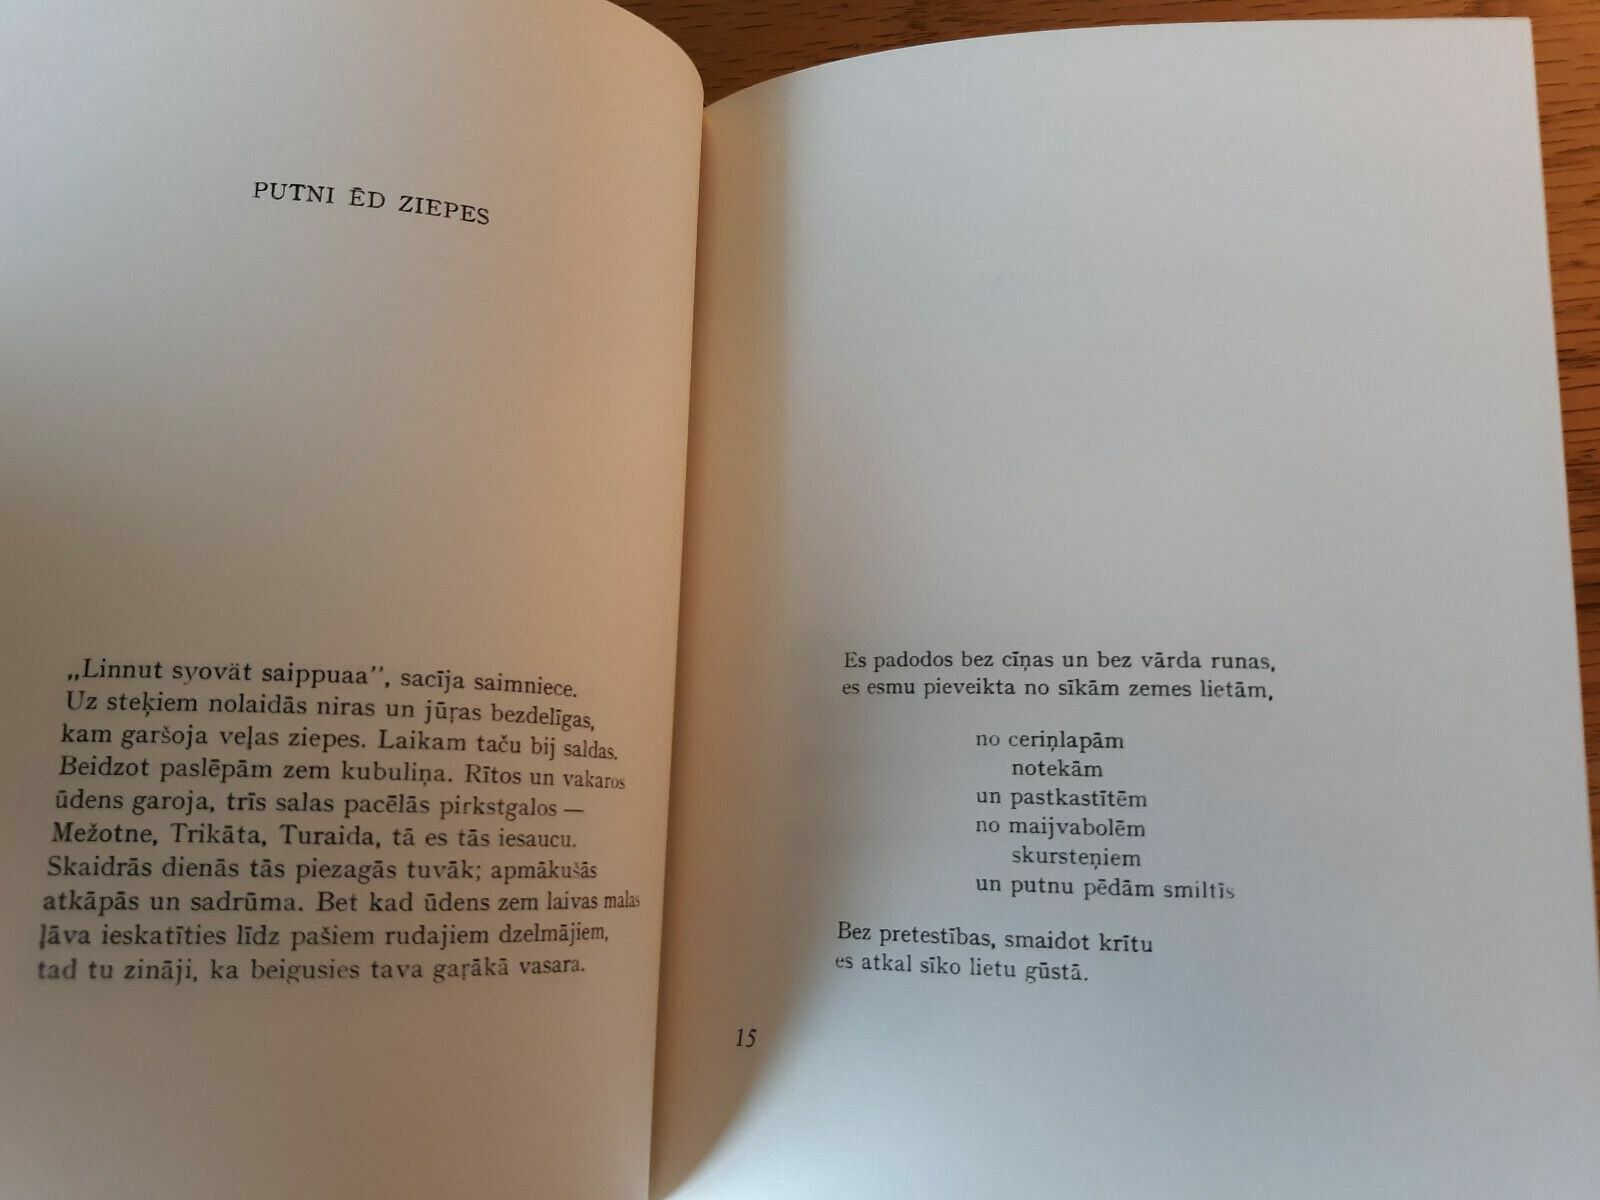 PUTNI ĒD ZIEPES
„Linnut syovät saippuaa”, sacīja saimniece.
Uz steķiem nolaidās niras un jūŗas bezdelīgas,
kam garšoja veļas ziepes. Laikam taču bij saldas.
Beidzot paslēpām zem kubuliņa. Rītos un vakaros
ūdens garoja, trīs salas pacēlās pirkstgalos —
Mežotne, Trikāta, Turaida, tā es tās iesaucu.
Skaidrās dienās tās piezagās tuvāk; apmākušās
atkāpās un sadrūma. Bet kad ūdens zem laivas malas
ļāva ieskatīties līdz pašiem rudajiem dzelmājiem,
tad tu zināji, ka beigusies tava gaŗākā vasara.
Es padodos bez cīņas un bez vārda runas,
es esmu pieveikta no sīkām zemes lietām,
no ceriņlapām
notekām
un pastkastītēm
no maijvabolēm
skursteņiem
un putnu pēdām smiltīs
Bez pretestības, smaidot krītu
es atkal sīko lietu gūstā.
15